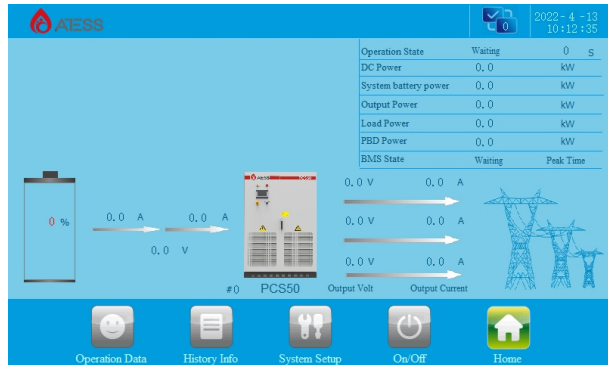 ATESS
0
2022-4-13
10:12:35
Operation State Waiting 0 S
DC Power 0.0 kW
System battery power 0.0 kW
Output Power 0.0 kW
Load Power 0.0 kW
PBD Power 0.0 kW
BMS State Waiting Peak Time
0 %
0.0 A 0.0 A
0.0 V
ATESS PCS50
0.0 V 0.0 A
0.0 V 0.0 A
0.0 V 0.0 A
#0 PCS50 Output Volt Output Current
Operation Data History Info System Setup On/Off Home